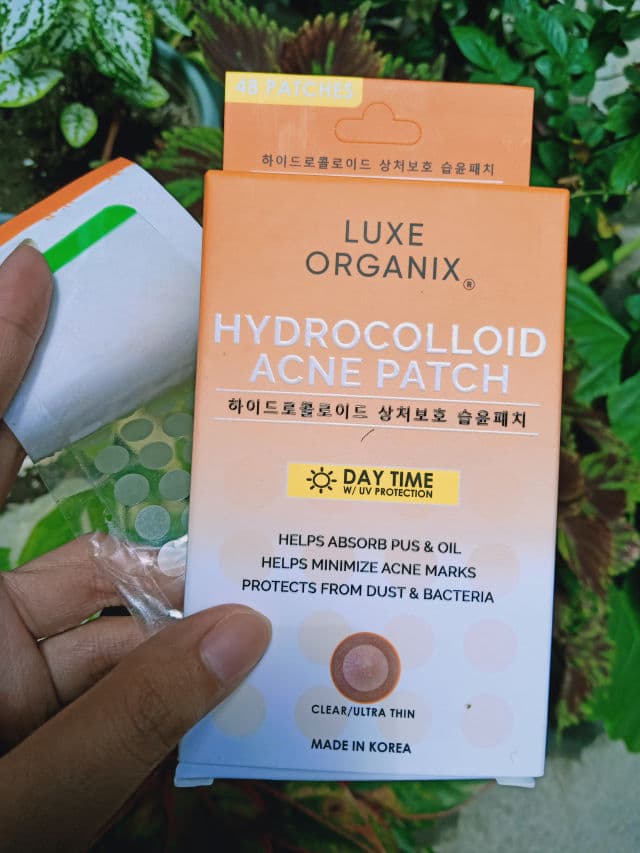 48 PATCHES
하이드로콜로이드 상처보호 습윤패치
LUXE
ORGANIX®
HYDROCOLLOID
ACNE PATCH
하이드로콜로이드 상처보호 습윤패치
DAY TIME
W/ UV PROTECTION
HELPS ABSORB PUS & OIL
HELPS MINIMIZE ACNE MARKS
PROTECTS FROM DUST & BACTERIA
CLEAR/ULTRA THIN
MADE IN KOREA